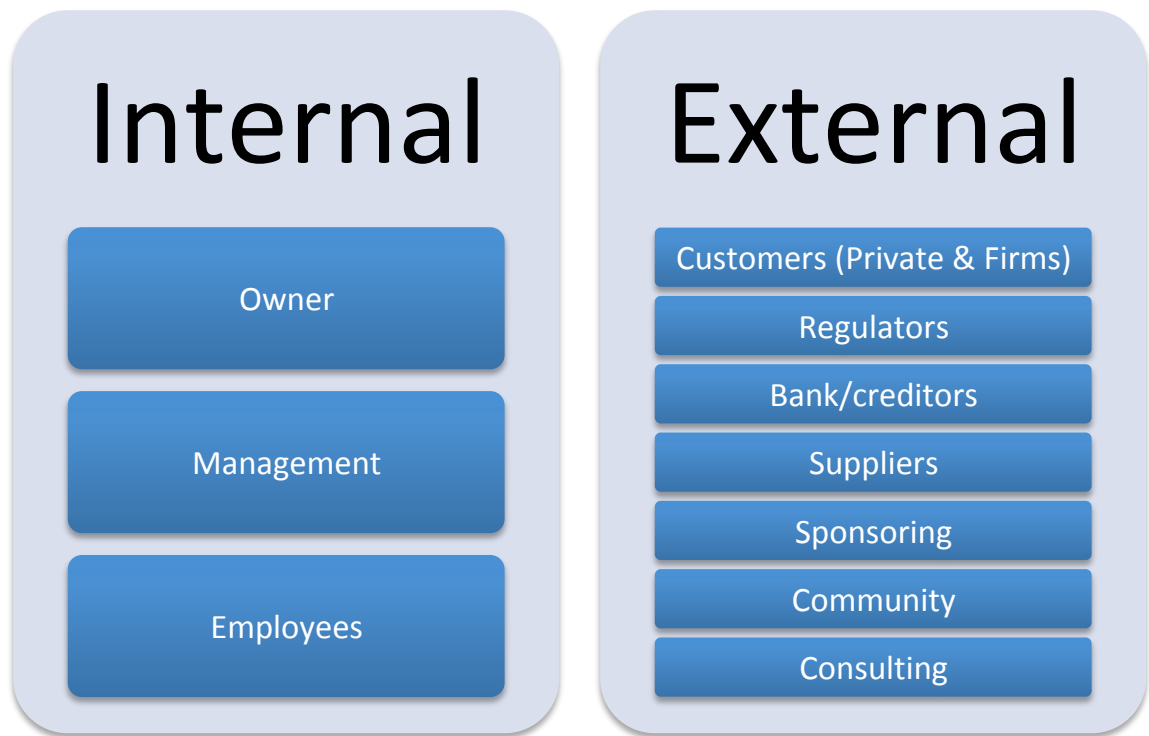 Internal
Owner
Management
Employees
External
Customers (Private & Firms)
Regulators
Bank/creditors
Suppliers
Sponsoring
Community
Consulting